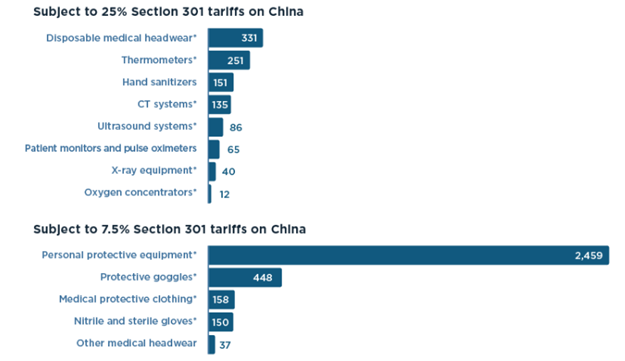 Subject to 25% Section 301 tariffs on China
Disposable medical headwear* 331
Thermometers* 251
Hand sanitizers 151
CT systems* 135
Ultrasound systems* 86
Patient monitors and pulse oximeters 65
X-ray equipment* 40
Oxygen concentrators* 12
Subject to 7.5% Section 301 tariffs on China
Personal protective equipment* 2,459
Protective goggles* 448
Medical protective clothing* 158
Nitrile and sterile gloves* 150
Other medical headwear 37